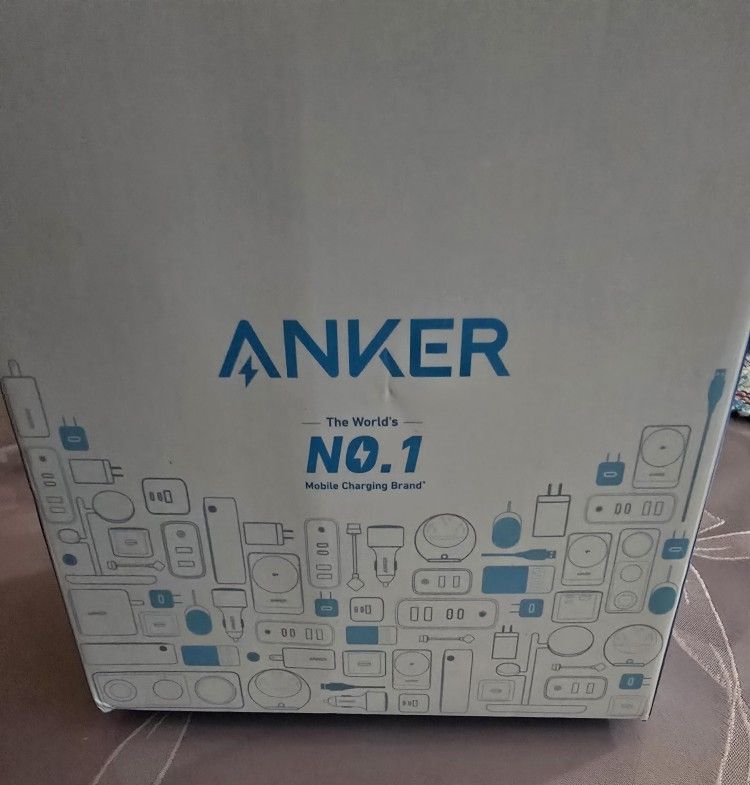 ANKER
The World's
NO.1
Mobile Charging Brand*